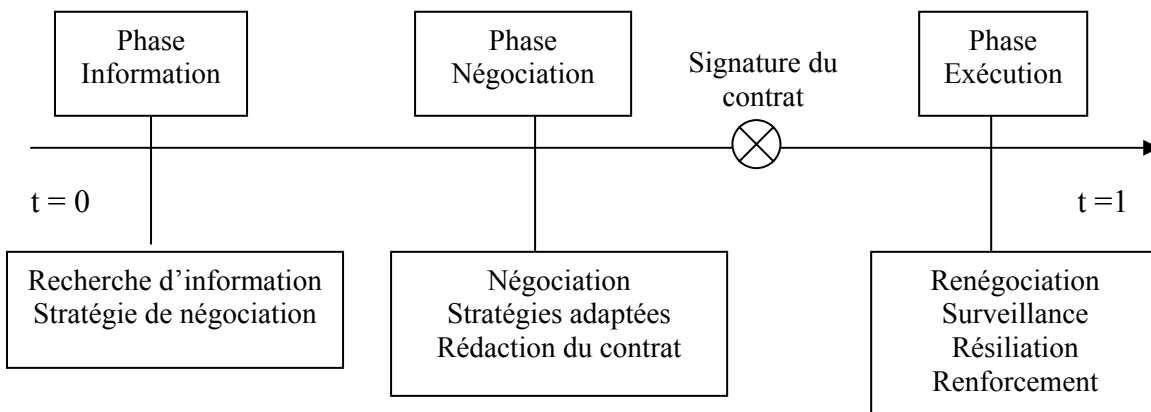 Phase
Information
Phase
Négociation
Signature du
contrat
Phase
Exécution
t = 0
t =1
Recherche d’information
Stratégie de négociation
Négociation
Stratégies adaptées
Rédaction du contrat
Renégociation
Surveillance
Résiliation
Renforcement